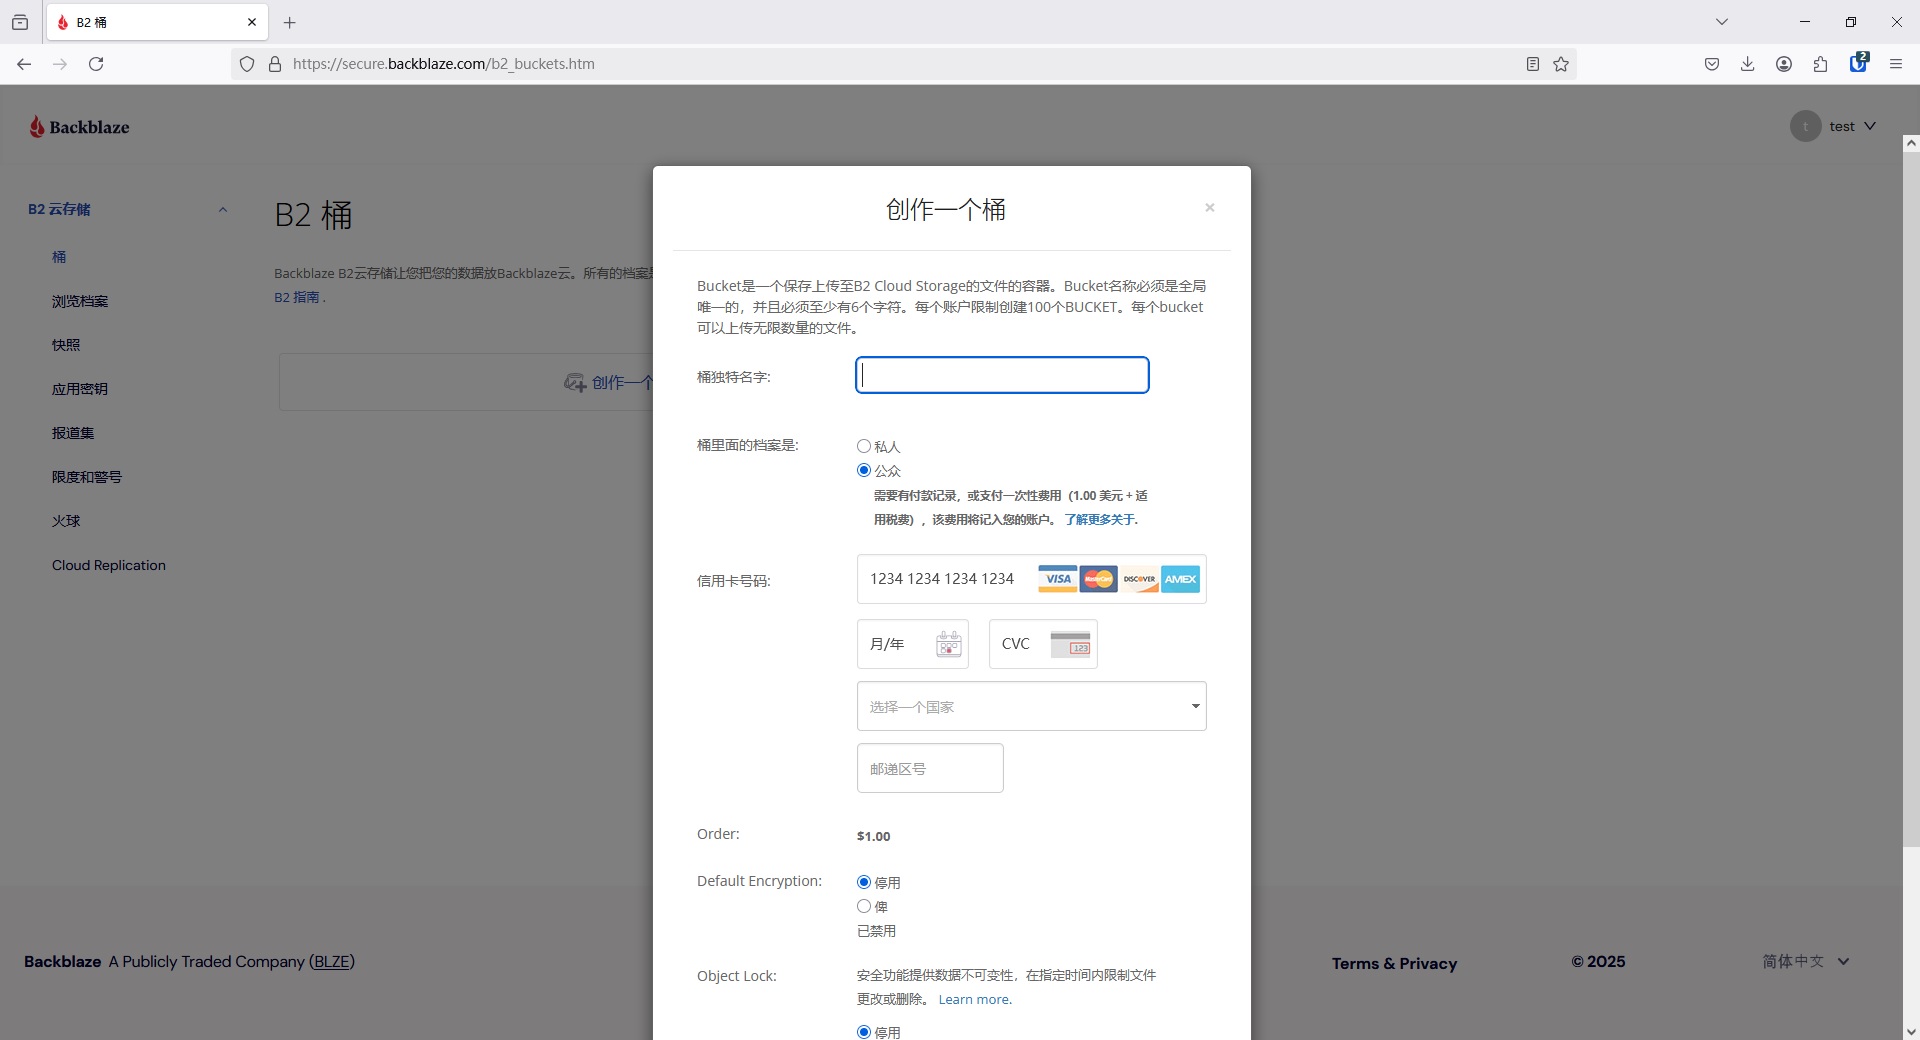 B2 桶
https://secure.backblaze.com/b2_buckets.htm
2
Backblaze
t
test
B2 云存储
桶
浏览档案
快照
应用密钥
报道集
限度和警号
火球
Cloud Replication
B2 桶
Backblaze B2云存储让您把您的数据放Backblaze云。所有的档案是
B2 指南 .
创作一个
创作一个桶
×
Bucket是一个保存上传至B2 Cloud Storage的文件的容器。Bucket名称必须是全局
唯一的，并且必须至少有6个字符。每个账户限制创建100个BUCKET。每个bucket
可以上传无限数量的文件。
桶独特名字:
桶里面的档案是:
私人
公众
需要有付款记录，或支付一次性费用（1.00 美元 + 适
用税费），该费用将记入您的账户。 了解更多关于.
信用卡号码:
1234 1234 1234 1234
VISA MasterCard DISCOVER AMEX
月/年
CVC
123
选择一个国家
邮递区号
Order:
$1.00
Default Encryption:
停用
俾
已禁用
Object Lock:
安全功能提供数据不可变性，在指定时间内限制文件
更改或删除。 Learn more.
停用
Backblaze A Publicly Traded Company (BLZE)
Terms & Privacy
© 2025
简体中文